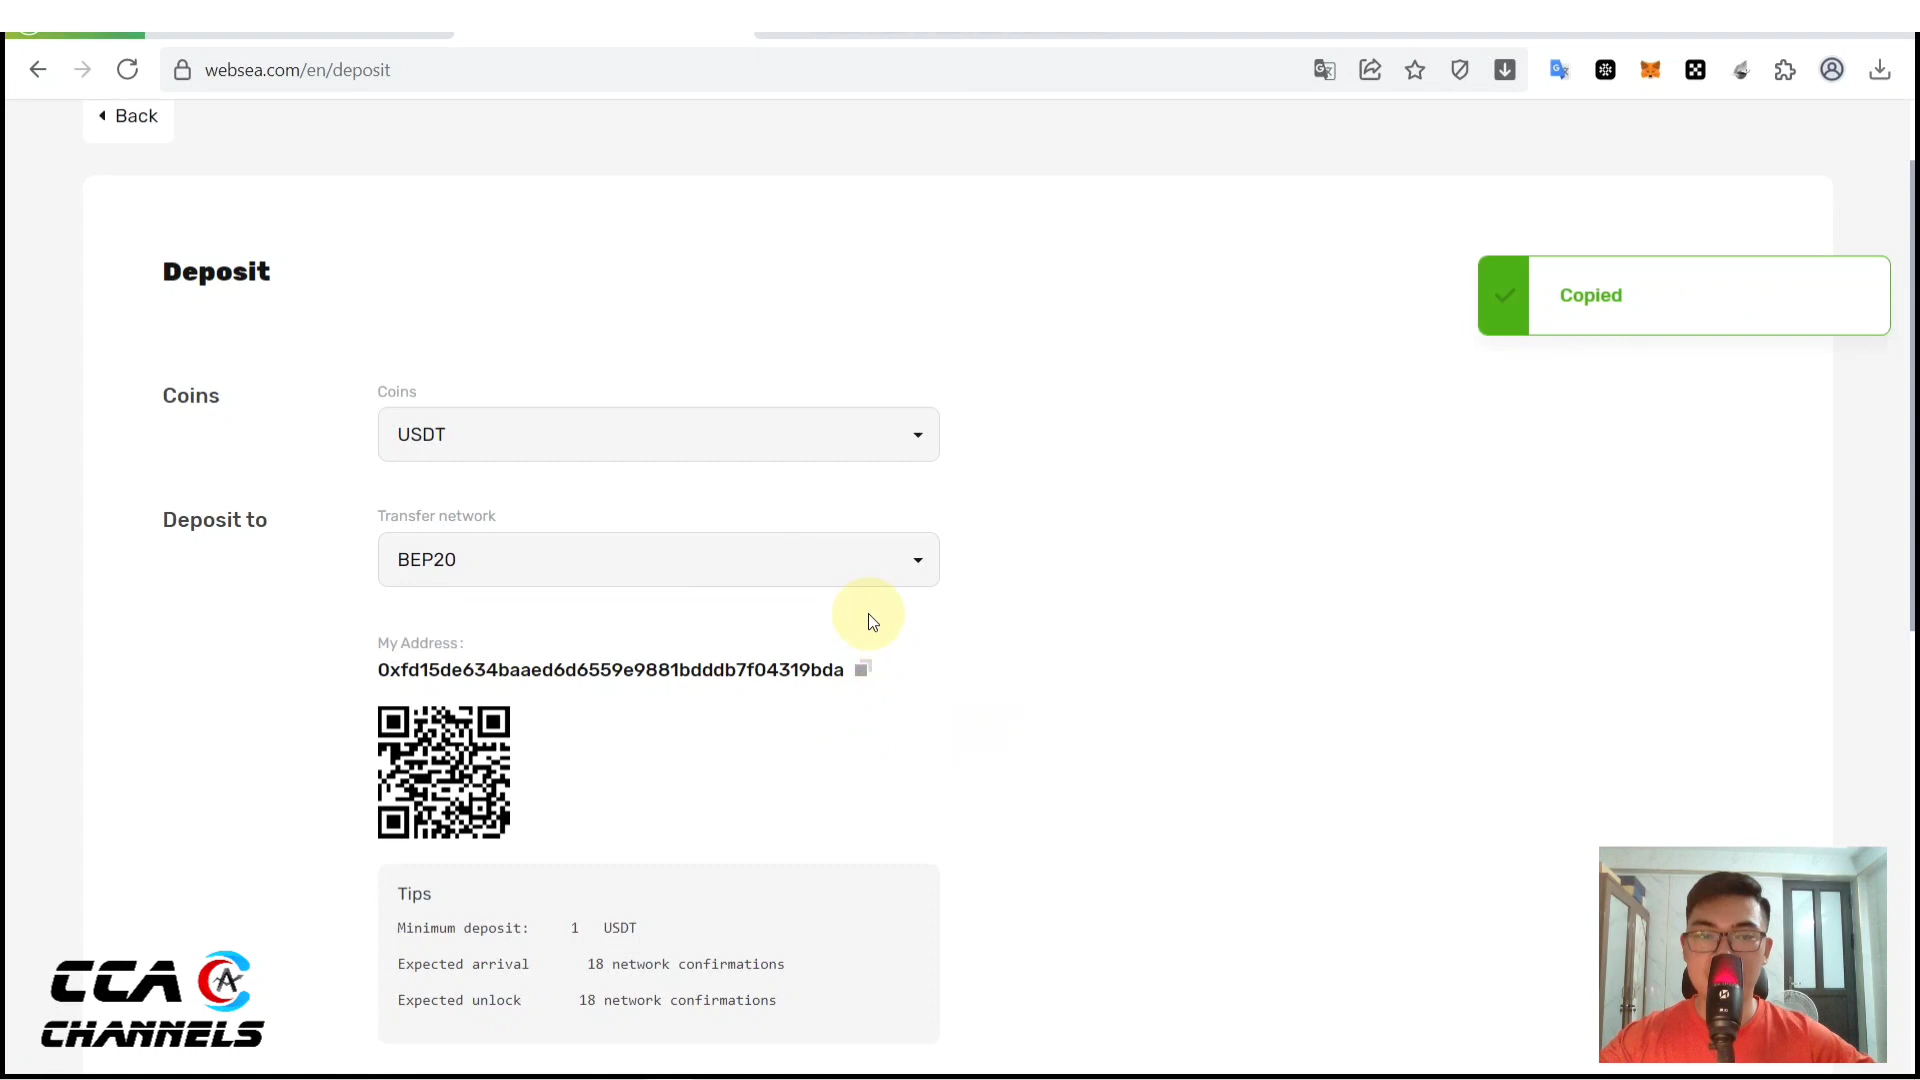 websea.com/en/deposit
Back
Deposit
Copied
Coins
Coins
USDT
Deposit to
Transfer network
BEP20
My Address:
0xfd15de634baaed6d6559e9881bdddb7f04319bda
Tips
Minimum deposit: 1 USDT
Expected arrival 18 network confirmations
Expected unlock 18 network confirmations
CCA CA
CHANNELS